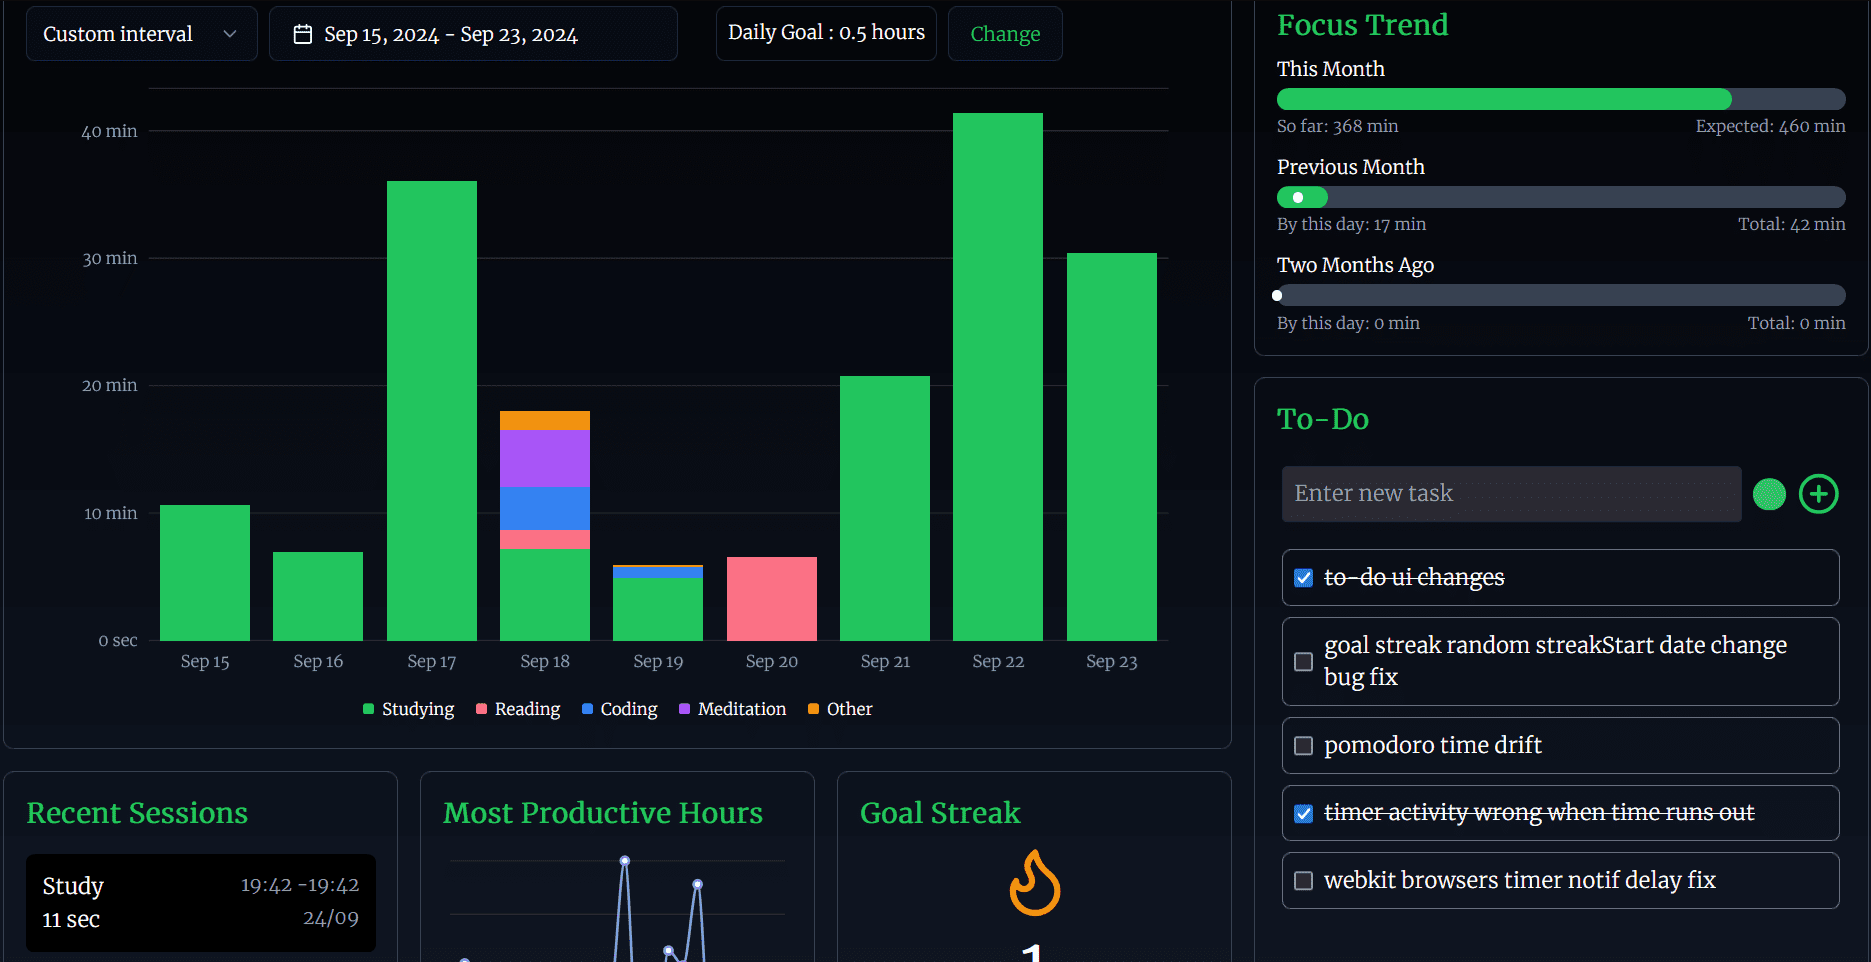 Custom interval
Sep 15, 2024 - Sep 23, 2024
Daily Goal : 0.5 hours
Change
40 min
30 min
20 min
10 min
0 sec
Sep 15
Sep 16
Sep 17
Sep 18
Sep 19
Sep 20
Sep 21
Sep 22
Sep 23
Studying
Reading
Coding
Meditation
Other
Focus Trend
This Month
So far: 368 min
Expected: 460 min
Previous Month
By this day: 17 min
Total: 42 min
Two Months Ago
By this day: 0 min
Total: 0 min
To-Do
Enter new task
to-do ui changes
goal streak random streakStart date change
bug fix
pomodoro time drift
timer activity wrong when time runs out
webkit browsers timer notif delay fix
Recent Sessions
Study
19:42 -19:42
11 sec
24/09
Most Productive Hours
Goal Streak
1